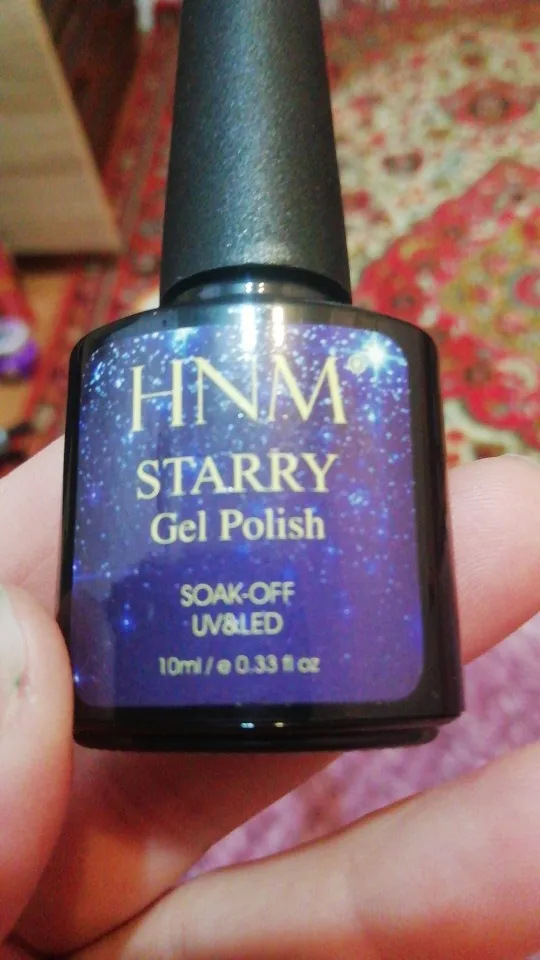 HNM®
STARRY
Gel Polish
SOAK-OFF
UV&LED
10ml / e 0.33 fl oz